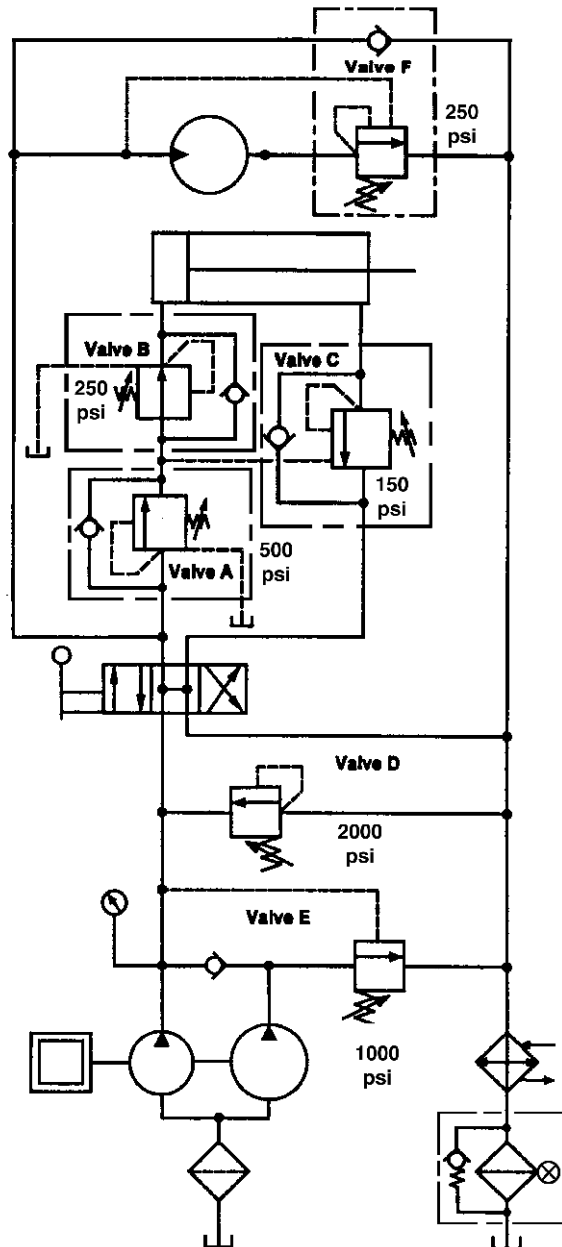 Valve F
250
psi
Valve B
250
psi
Valve C
150
psi
500
psi
Valve A
Valve D
2000
psi
Valve E
1000
psi